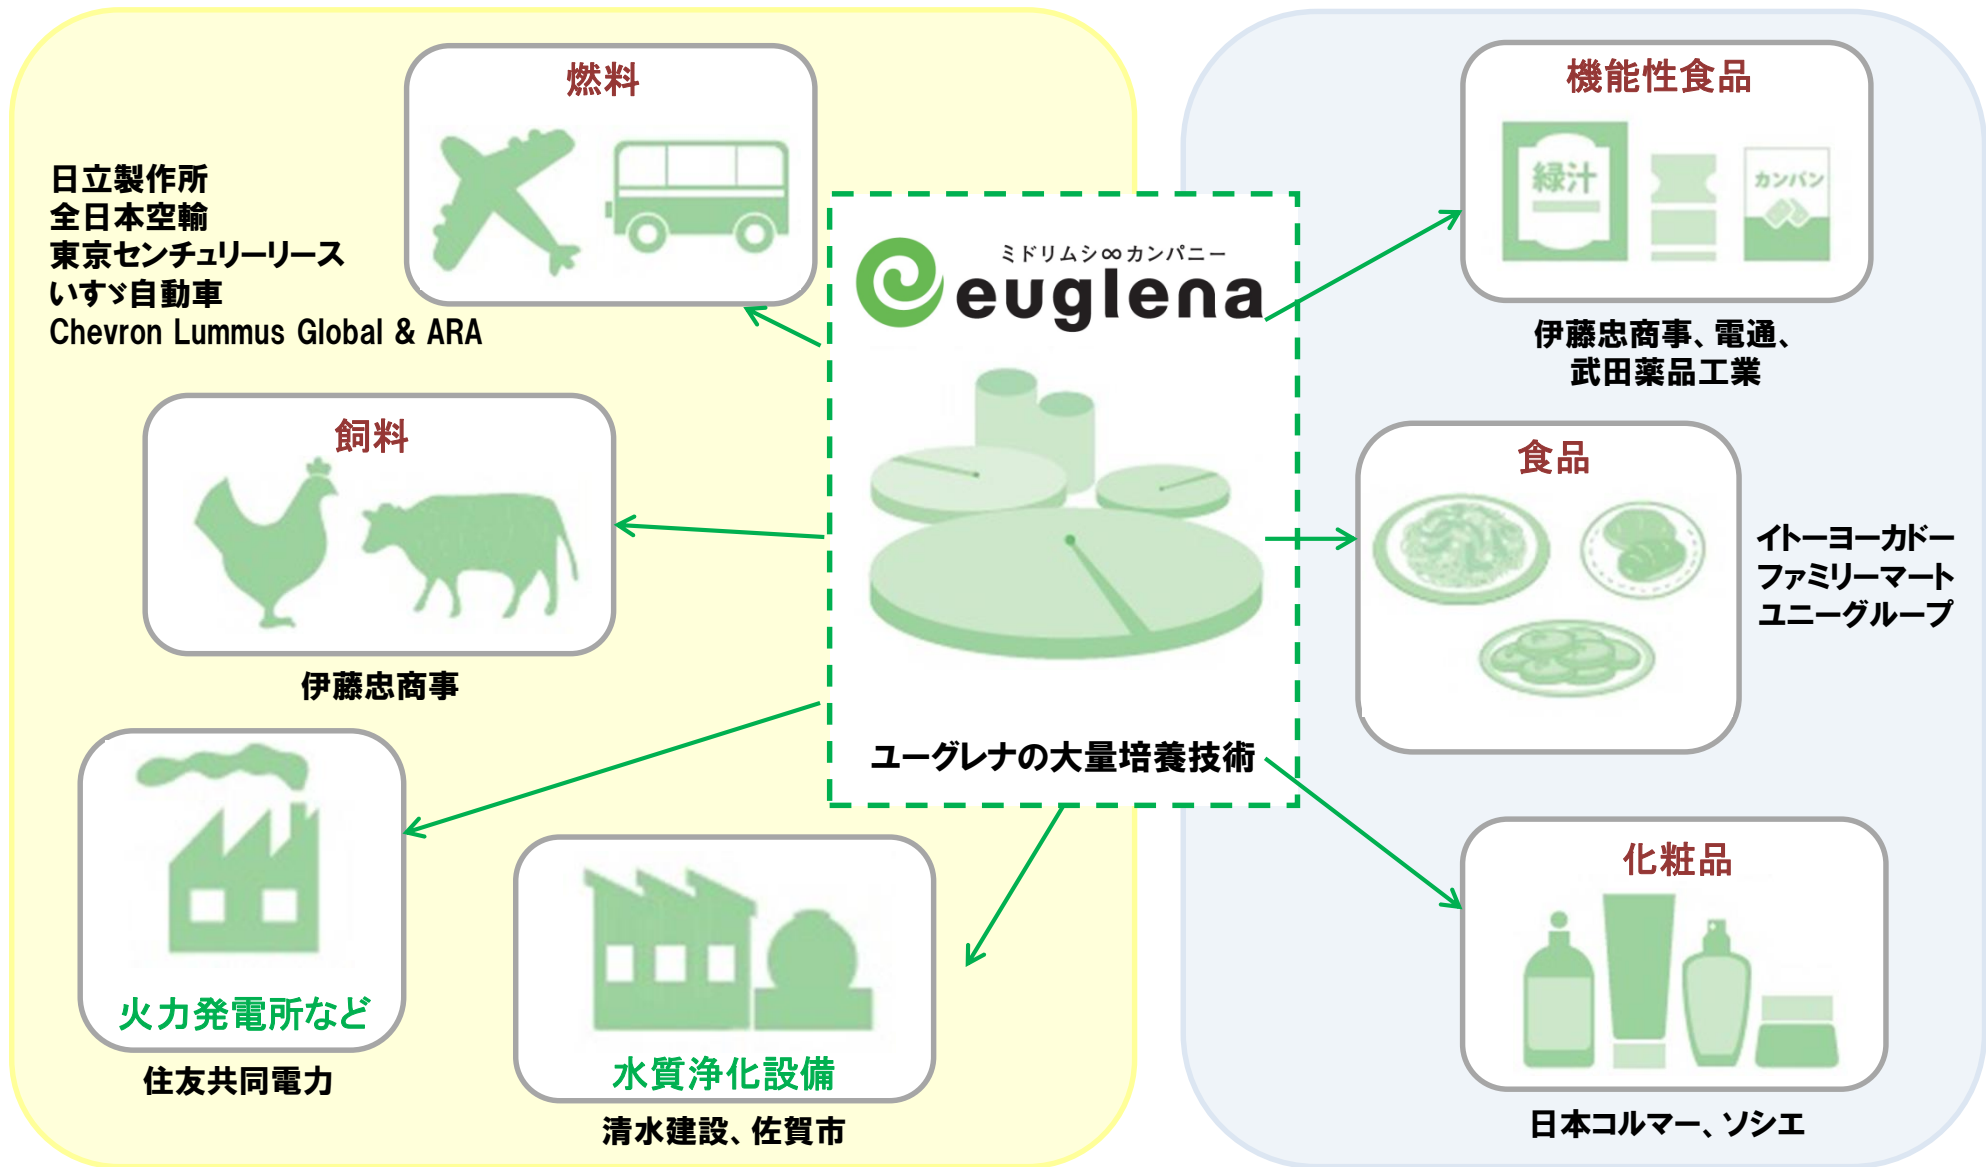 燃料
日立製作所
全日本空輸
東京センチュリーリース
いすゞ自動車
Chevron Lummus Global & ARA
飼料
伊藤忠商事
火力発電所など
住友共同電力
水質浄化設備
清水建設、佐賀市
ミドリムシ∞カンパニー
euglena
ユーグレナの大量培養技術
機能性食品
緑汁
カンパン
伊藤忠商事、電通、
武田薬品工業
食品
イトーヨーカドー
ファミリーマート
ユニーグループ
化粧品
日本コルマー、ソシエ